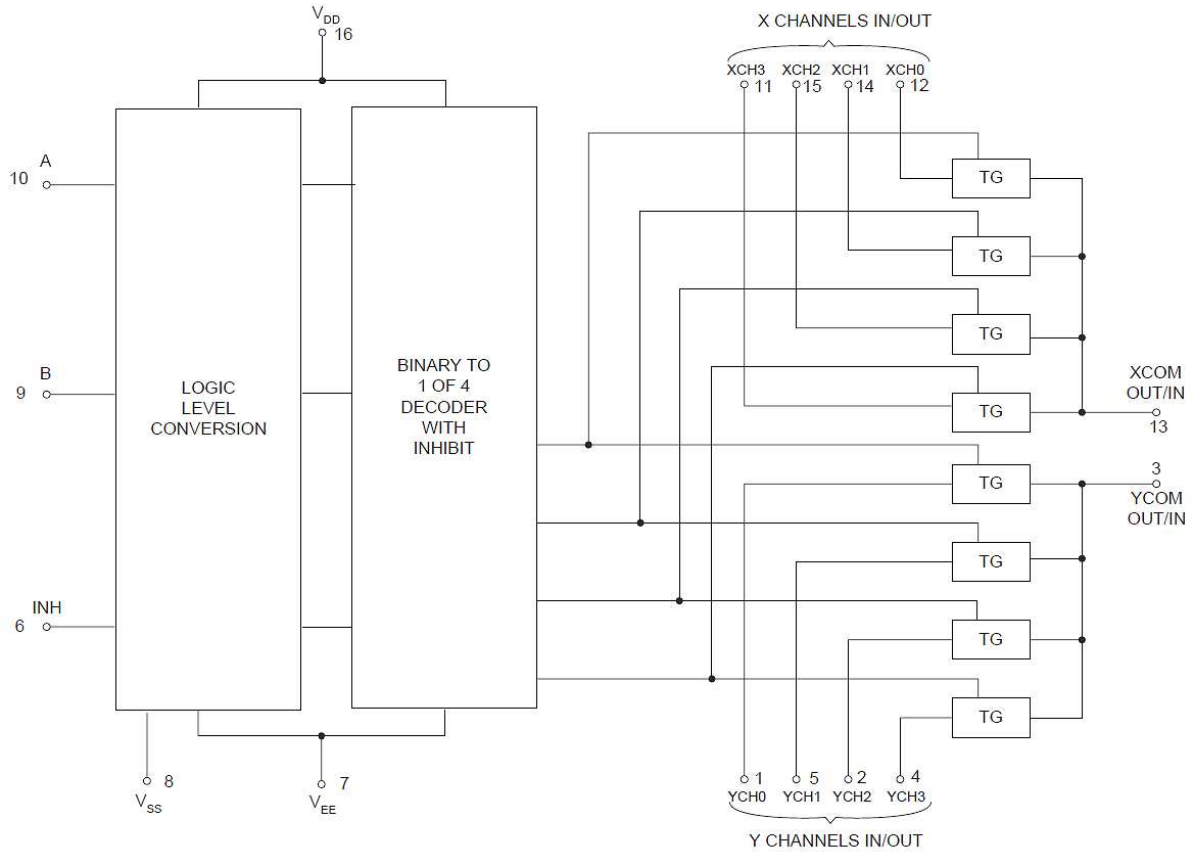 VDD
16
X CHANNELS IN/OUT
XCH3 XCH2 XCH1 XCH0
11 15 14 12
A
10
TG
TG
TG
B
9
LOGIC
LEVEL
CONVERSION
BINARY TO
1 OF 4
DECODER
WITH
INHIBIT
TG
XCOM
OUT/IN
13
TG
3
YCOM
OUT/IN
TG
INH
6
TG
TG
8
VSS
7
VEE
1 5 2 4
YCH0 YCH1 YCH2 YCH3
Y CHANNELS IN/OUT